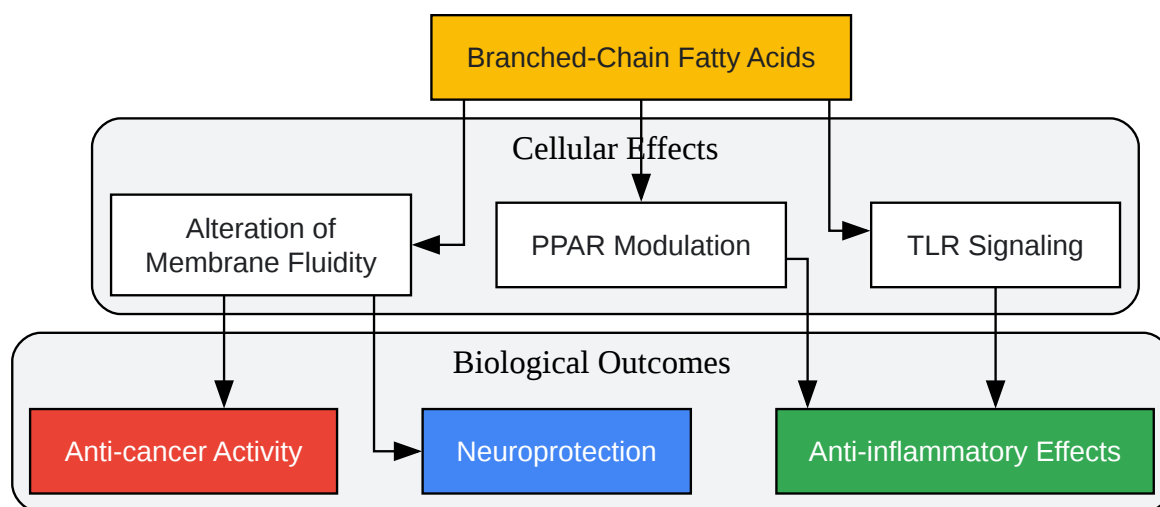 Branched-Chain Fatty Acids
Cellular Effects
Alteration of
Membrane Fluidity
PPAR Modulation
TLR Signaling
Biological Outcomes
Anti-cancer Activity
Neuroprotection
Anti-inflammatory Effects